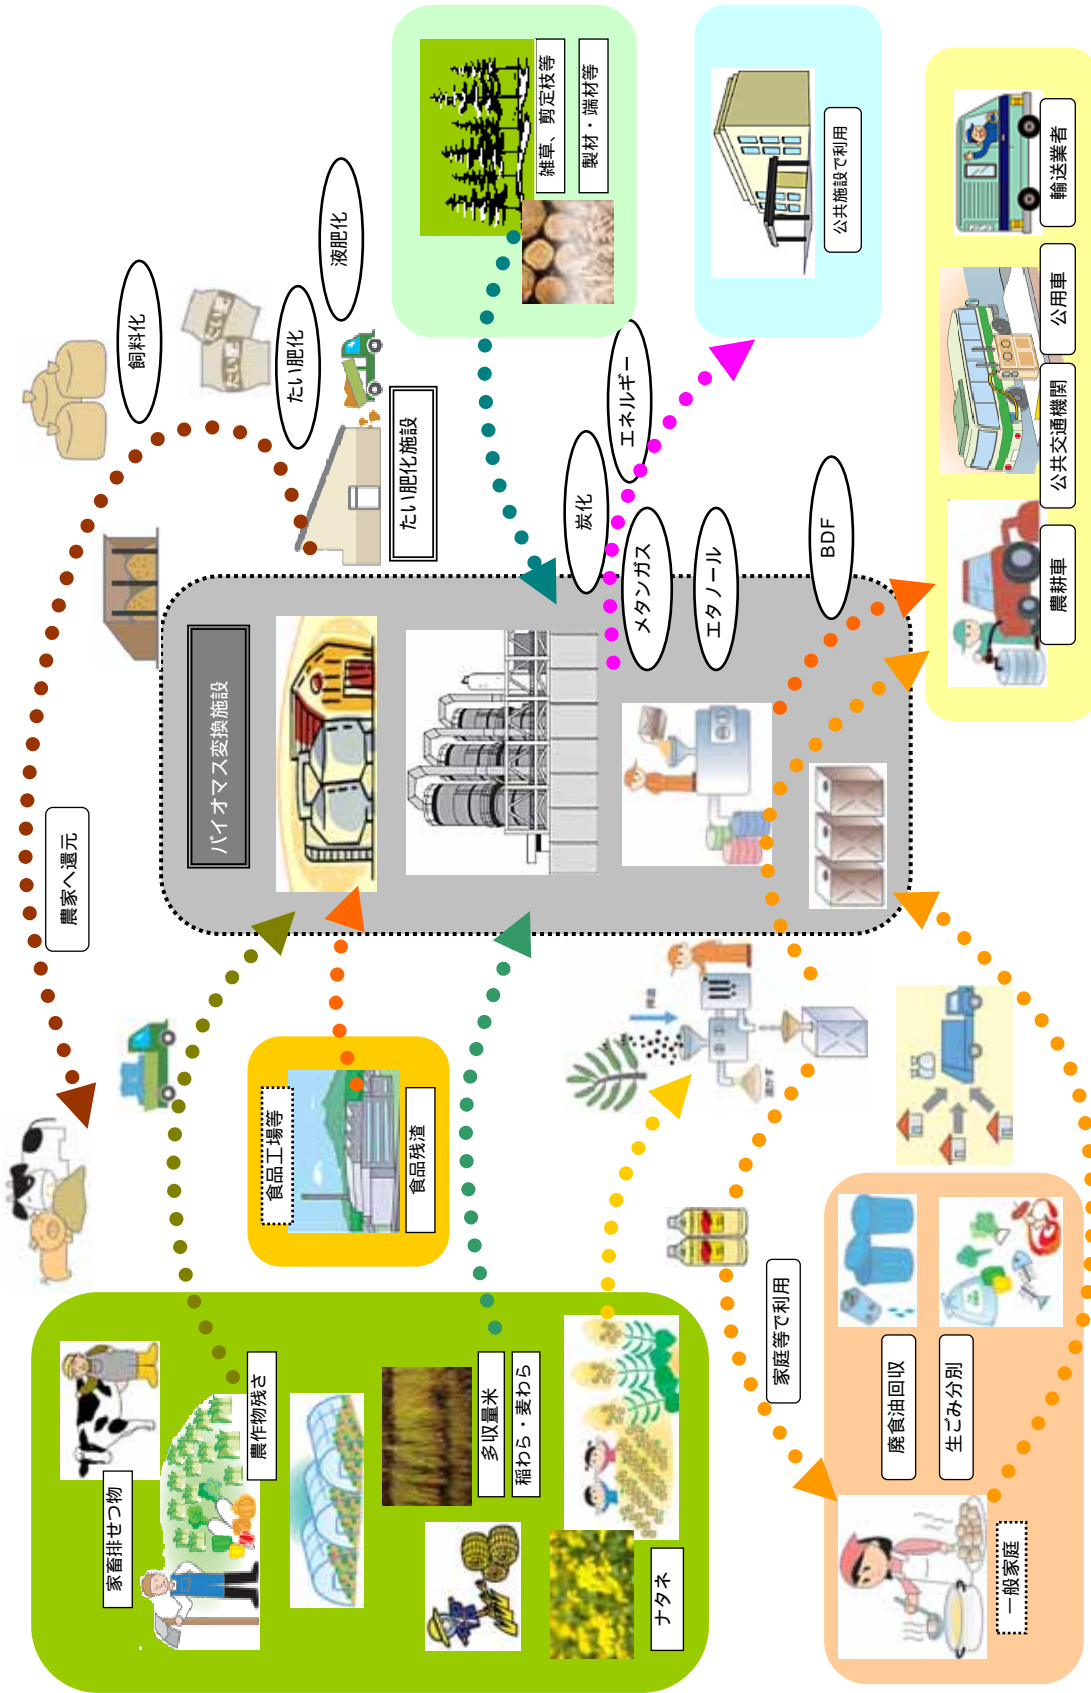 家畜排せつ物
農作物残さ
多収量米
稲わら・麦わら
ナタネ
農家へ還元
食品工場等
食品残渣
家庭等で利用
一般家庭
廃食油回収
生ごみ分別
バイオマス変換施設
飼料化
たい肥
たい肥
たい肥化
液肥化
たい肥化施設
炭化
エネルギー
メタンガス
エタノール
BDF
雑草、剪定枝等
製材・端材等
公共施設で利用
農耕車
公共交通機関
公用車
輸送業者